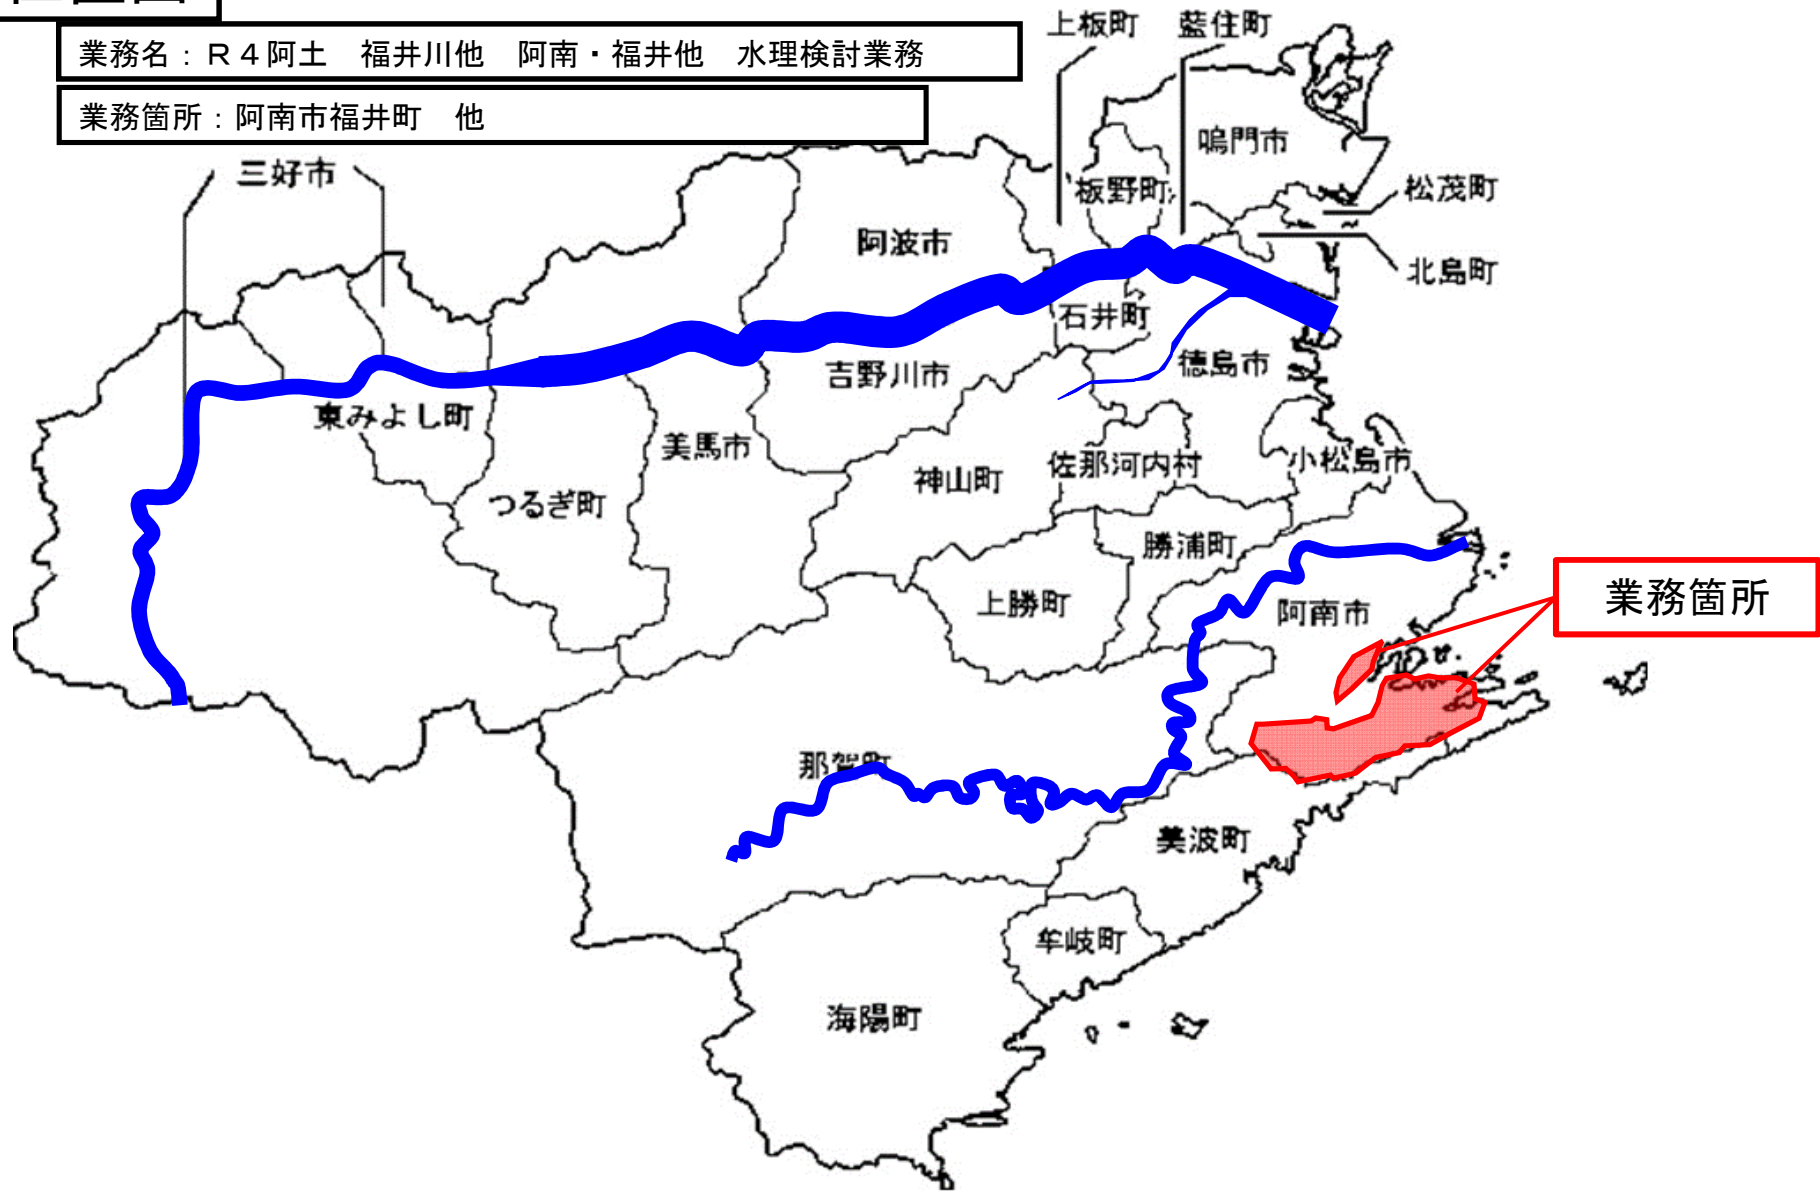 業務名：Ｒ４阿土　福井川他　阿南・福井他　水理検討業務
業務箇所：阿南市福井町　他
上板町
藍住町
鳴門市
三好市
板野町
松茂町
阿波市
北島町
石井町
徳島市
吉野川市
東みよし町
美馬市
神山町
佐那河内村
小松島市
つるぎ町
勝浦町
上勝町
阿南市
業務箇所
那賀町
美波町
牟岐町
海陽町